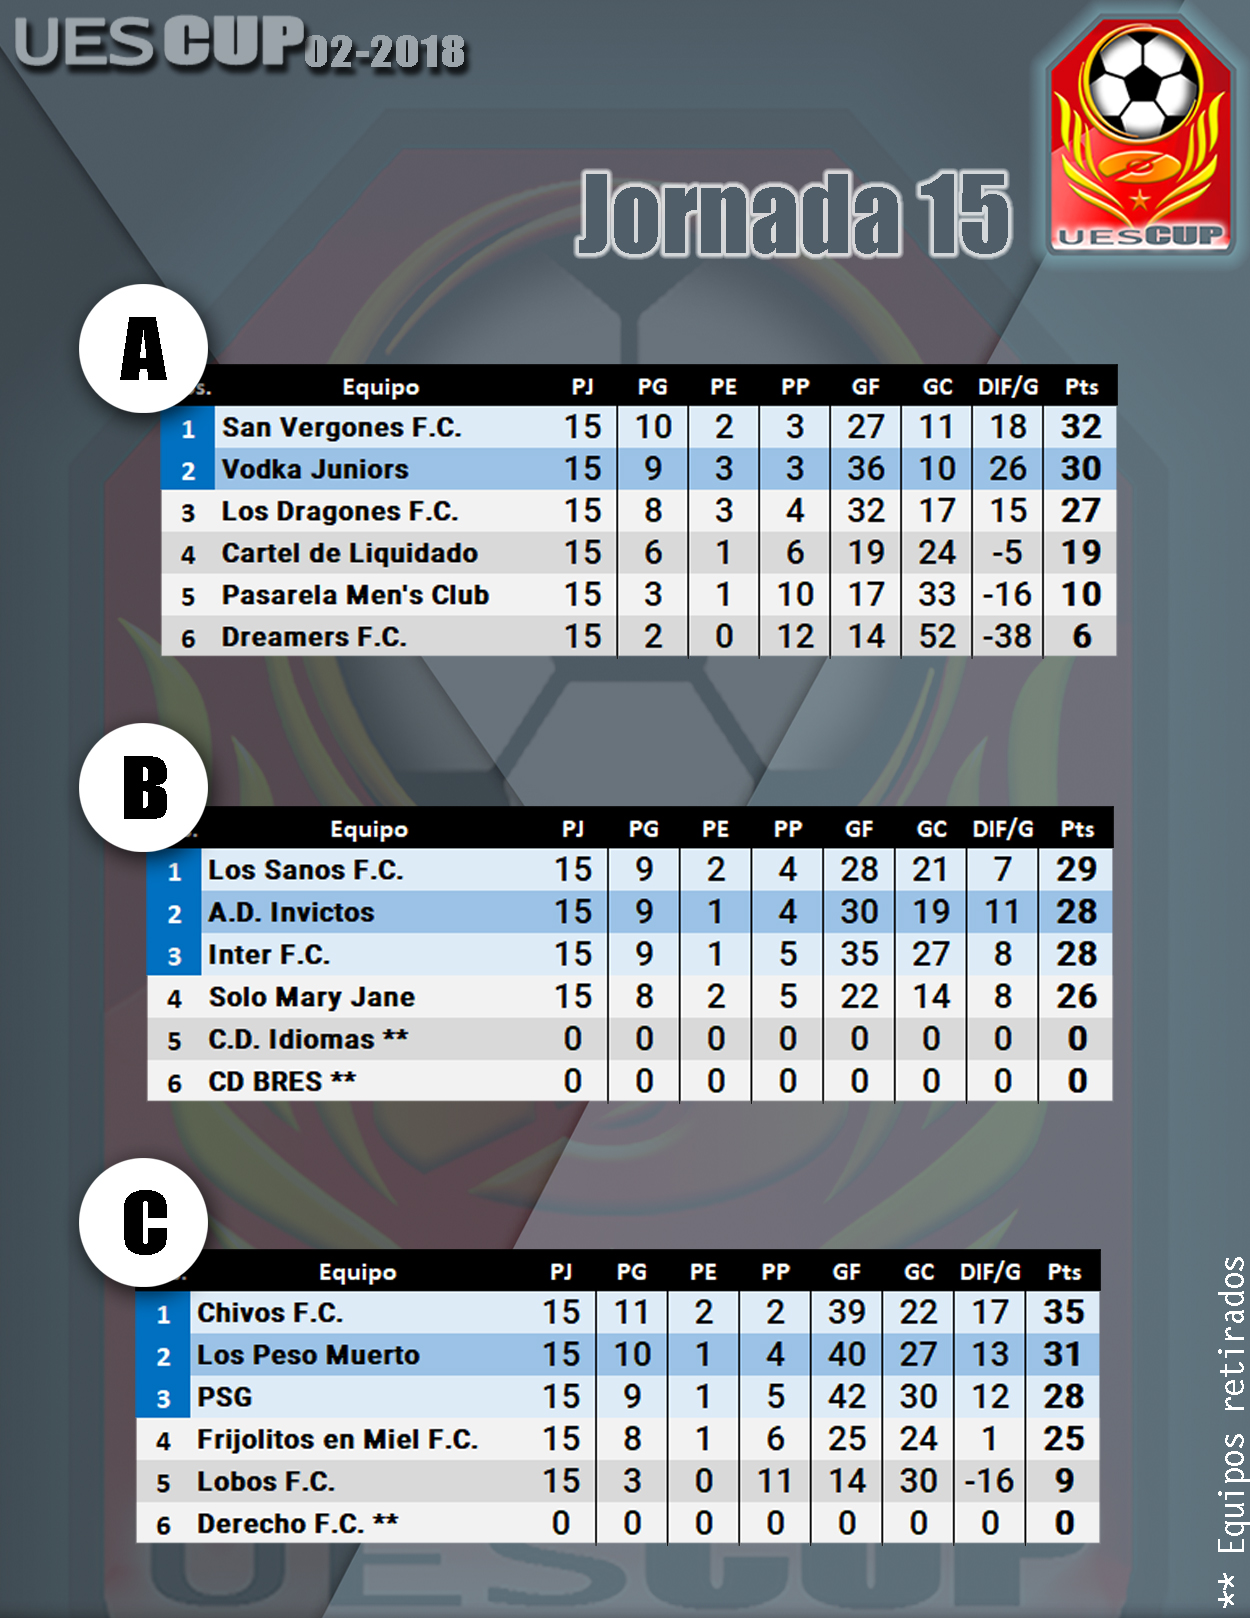 UES CUP 02-2018
UESCUP
Jornada 15
A
s. Equipo PJ PG PE PP GF GC DIF/G Pts
1 San Vergones F.C. 15 10 2 3 27 11 18 32
2 Vodka Juniors 15 9 3 3 36 10 26 30
3 Los Dragones F.C. 15 8 3 4 32 17 15 27
4 Cartel de Liquidado 15 6 1 6 19 24 -5 19
5 Pasarela Men's Club 15 3 1 10 17 33 -16 10
6 Dreamers F.C. 15 2 0 12 14 52 -38 6
B
Equipo PJ PG PE PP GF GC DIF/G Pts
1 Los Sanos F.C. 15 9 2 4 28 21 7 29
2 A.D. Invictos 15 9 1 4 30 19 11 28
3 Inter F.C. 15 9 1 5 35 27 8 28
4 Solo Mary Jane 15 8 2 5 22 14 8 26
5 C.D. Idiomas ** 0 0 0 0 0 0 0 0
6 CD BRES ** 0 0 0 0 0 0 0 0
C
Equipo PJ PG PE PP GF GC DIF/G Pts
1 Chivos F.C. 15 11 2 2 39 22 17 35
2 Los Peso Muerto 15 10 1 4 40 27 13 31
3 PSG 15 9 1 5 42 30 12 28
4 Frijolitos en Miel F.C. 15 8 1 6 25 24 1 25
5 Lobos F.C. 15 3 0 11 14 30 -16 9
6 Derecho F.C. ** 0 0 0 0 0 0 0 0
** Equipos retirados
UESCUP